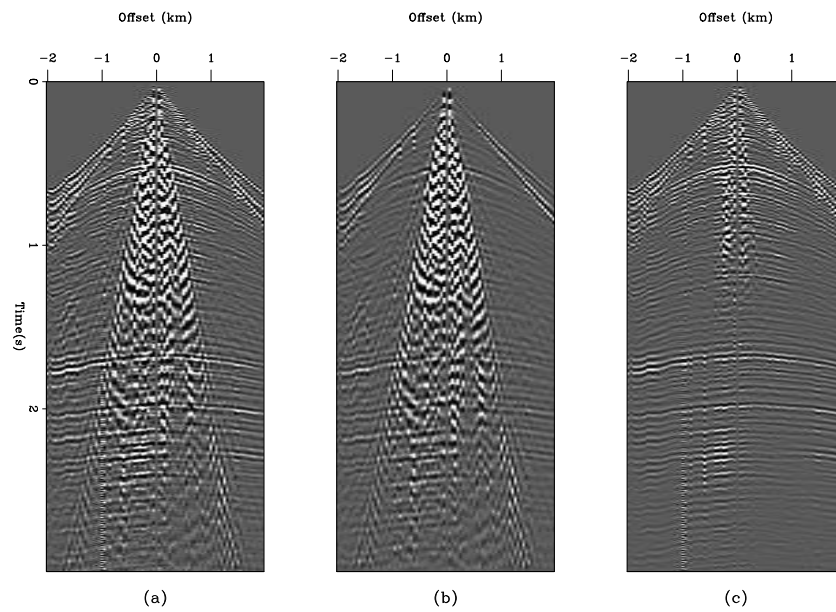 Offset (km) Offset (km) Offset (km)
-2 -1 0 1 -2 -1 0 1 -2 -1 0 1
0
1
Time(s)
2
(a) (b) (c)